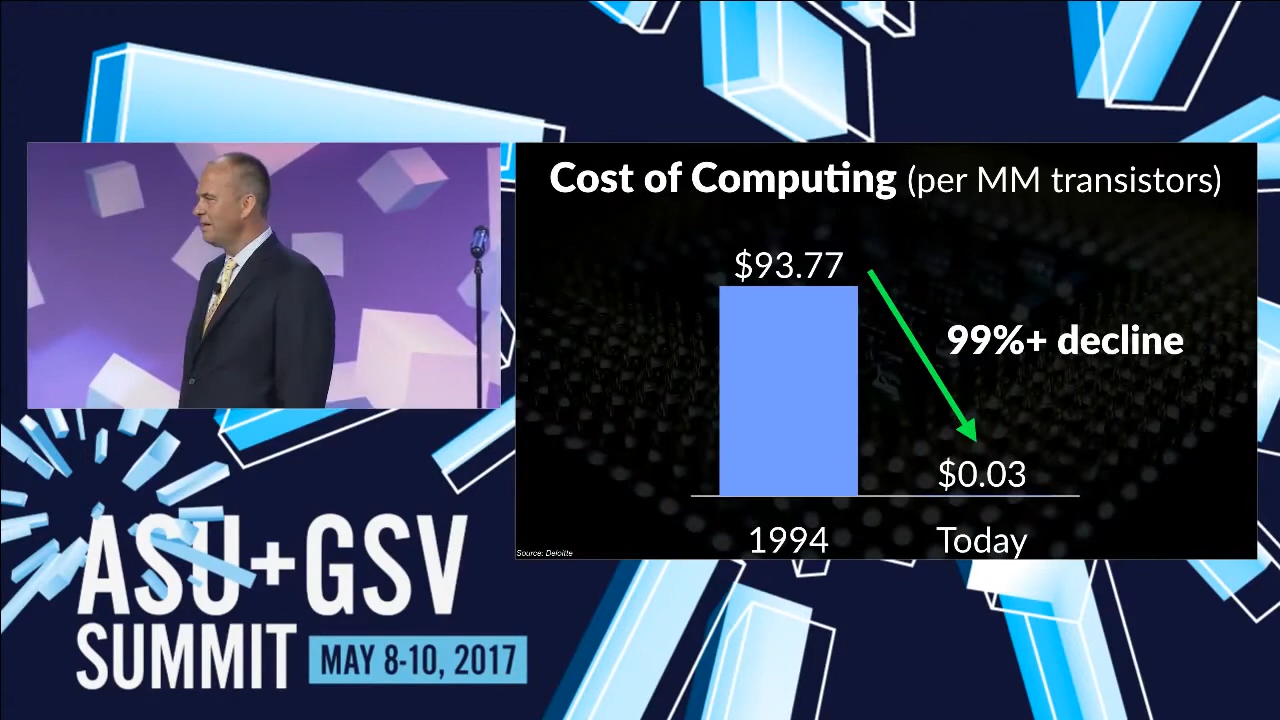 Cost of Computing (per MM transistors)
$93.77
99%+ decline
$0.03
1994 Today
Source: Deloitte
ASU+GSV
SUMMIT MAY 8-10, 2017